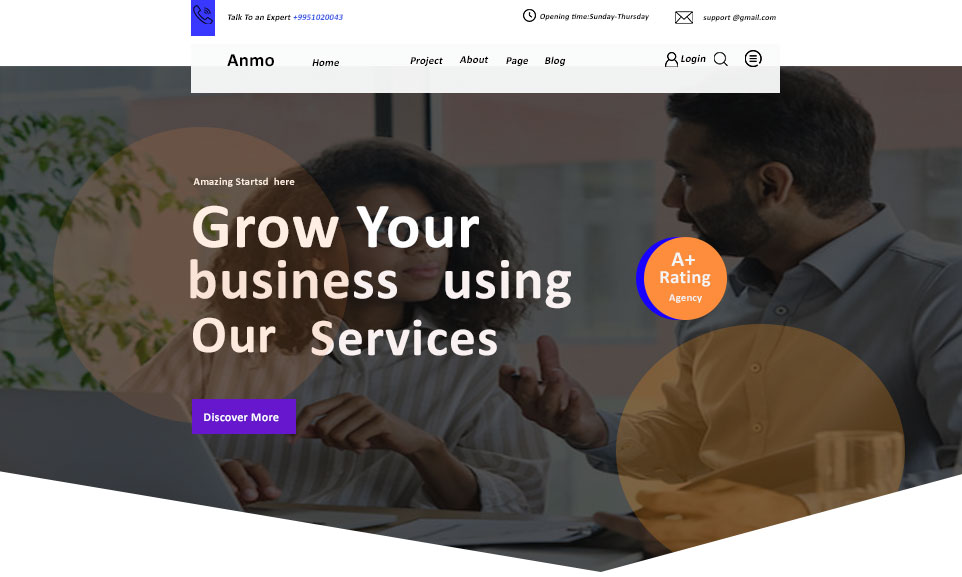 Talk To an Expert +9951020043
Opening time:Sunday-Thursday
support @gmail.com
Anmo
Home
Project
About
Page
Blog
Login
Amazing Startsd here
Grow Your
business using
Our Services
A+
Rating
Agency
Discover More